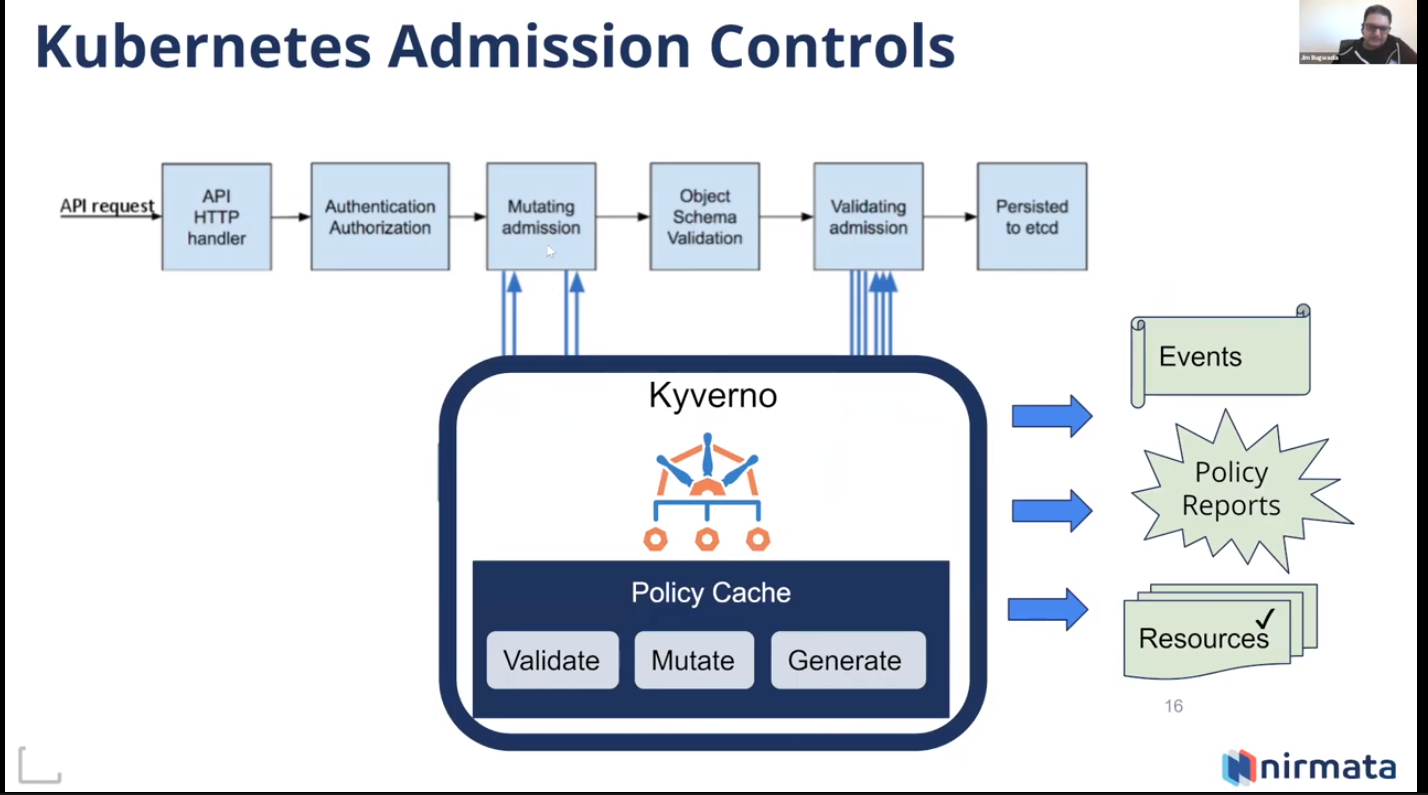 Kubernetes Admission Controls
Jim Bugwadia
API request
API
HTTP
handler
Authentication
Authorization
Mutating
admission
Object
Schema
Validation
Validating
admission
Persisted
to etcd
Kyverno
Policy Cache
Validate
Mutate
Generate
Events
Policy
Reports
Resources
16
nirmata